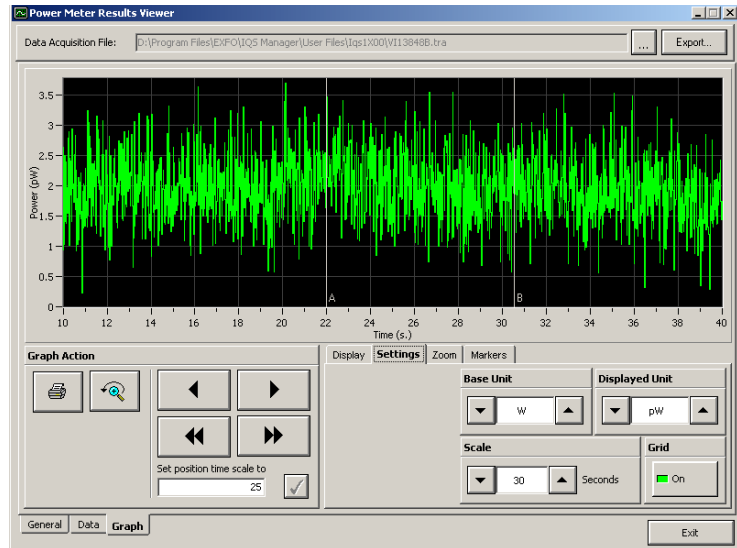 Power Meter Results Viewer
Data Acquisition File: D:\Program Files\EXFO\IQS Manager\User Files\Iqs1X00\VI13848B.tra ... Export...
3.5
3
2.5
2
1.5
1
0.5
0
Power (pW)
A B
10 12 14 16 18 20 22 24 26 28 30 32 34 36 38 40
Time (s.)
Graph Action
Set position time scale to
25
Display Settings Zoom Markers
Base Unit Displayed Unit
W pW
Scale Grid
30 Seconds On
General Data Graph
Exit